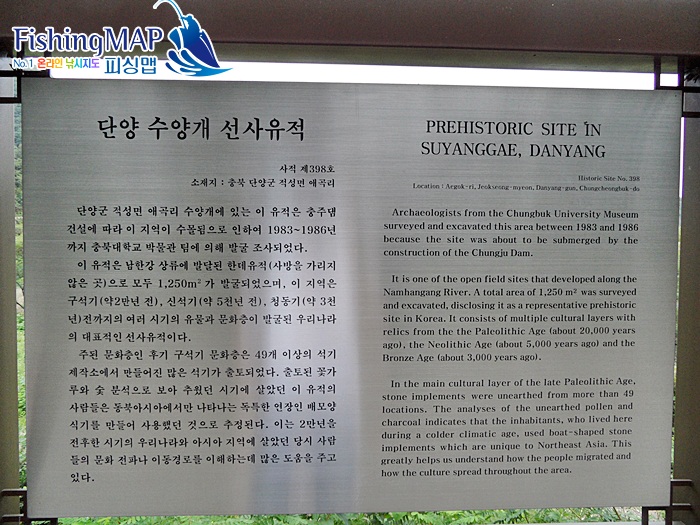 FishingMAP
No.1 온라인 낚시지도 피싱맵
단양 수양개 선사유적
사적 제398호
소재지 : 충북 단양군 적성면 애곡리
단양군 적성면 애곡리 수양개에 있는 이 유적은 충주댐
건설에 따라 이 지역이 수몰됨으로 인하여 1983~1986년
까지 충북대학교 박물관 팀에 의해 발굴 조사되었다.
이 유적은 남한강 상류에 발달된 한데유적(사방을 가리지
않은 곳)으로 모두 1,250m²가 발굴되었으며, 이 지역은
구석기(약2만년 전), 신석기(약 5천년 전), 청동기(약 3천
년)전까지의 여러 시기의 유물과 문화층이 발굴된 우리나라
의 대표적인 선사유적이다.
주된 문화층인 후기 구석기 문화층은 49개 이상의 석기
제작소에서 만들어진 많은 석기가 출토되었다. 출토된 꽃가
루와 숯 분석으로 보아 추웠던 시기에 살았던 이 유적의
사람들은 동북아시아에서만 나타나는 독특한 연장인 배모양
석기를 만들어 사용했던 것으로 추정된다. 이는 2만년을
전후한 시기의 우리나라와 아시아 지역에 살았던 당시 사람
들의 문화 전파나 이동경로를 이해하는데 많은 도움을 주고
있다.
PREHISTORIC SITE IN
SUYANGGAE, DANYANG
Historic Site No. 398
Location : Aegok-ri, Jeokseong-myeon, Danyang-gun, Chungcheongbuk-do
Archaeologists from the Chungbuk University Museum
surveyed and excavated this area between 1983 and 1986
because the site was about to be submerged by the
construction of the Chungju Dam.
It is one of the open field sites that developed along the
Namhangang River. A total area of 1,250 m² was surveyed
and excavated, disclosing it as a representative prehistoric
site in Korea. It consists of multiple cultural layers with
relics from the the Paleolithic Age (about 20,000 years
ago), the Neolithic Age (about 5,000 years ago) and the
Bronze Age (about 3,000 years ago).
In the main cultural layer of the late Paleolithic Age,
stone implements were unearthed from more than 49
locations. The analyses of the unearthed pollen and
charcoal indicates that the inhabitants, who lived here
during a colder climatic age, used boat-shaped stone
implements which are unique to Northeast Asia. This
greatly helps us understand how the people migrated and
how the culture spread throughout the area.